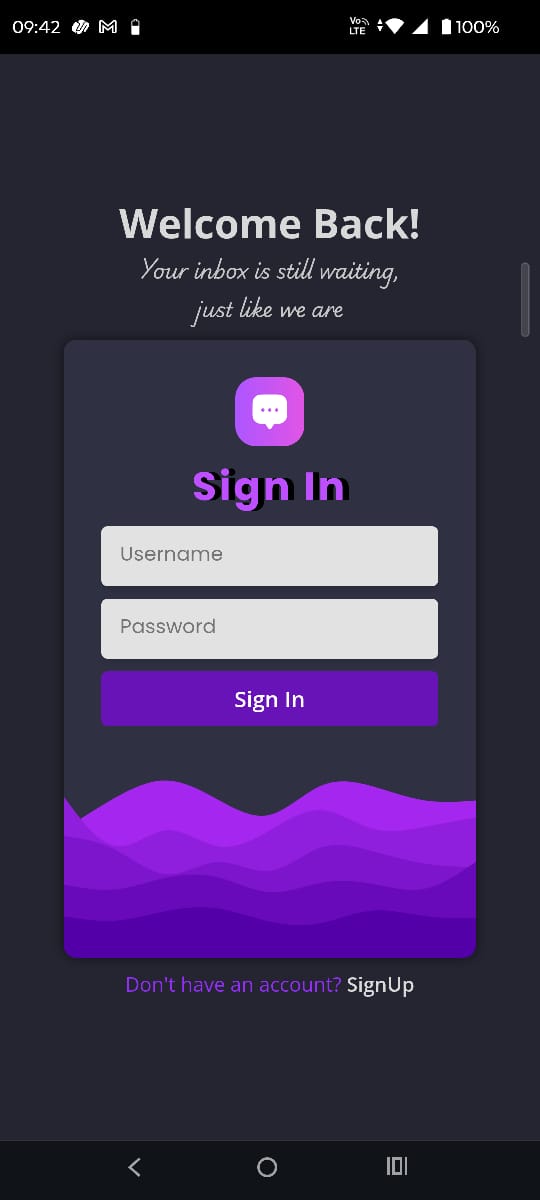 09:42 Vo LTE 100%
Welcome Back!
Your inbox is still waiting,
just like we are
Sign In
Username
Password
Sign In
Don't have an account? SignUp